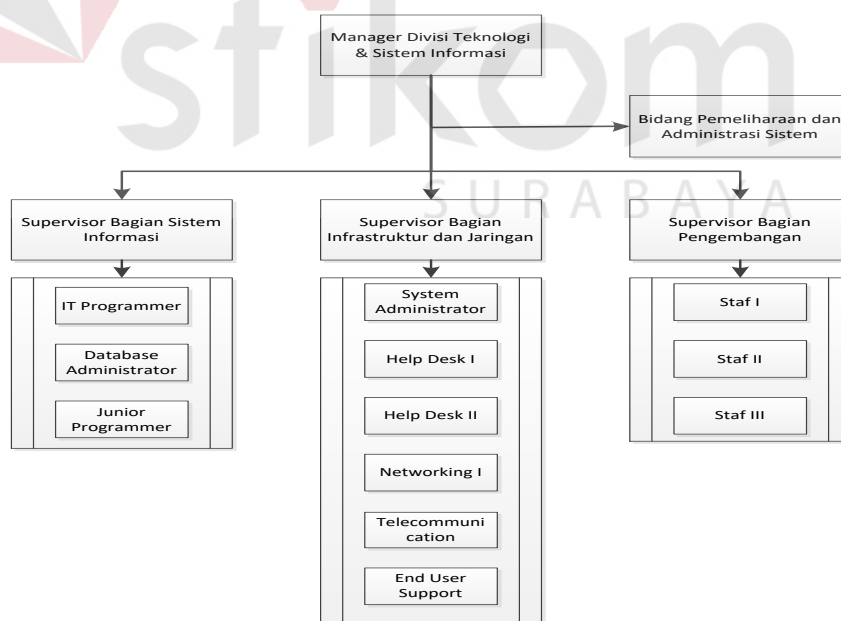 stikom
SURABAYA
Manager Divisi Teknologi
& Sistem Informasi
Bidang Pemeliharaan dan
Administrasi Sistem
Supervisor Bagian Sistem
Informasi
Supervisor Bagian
Infrastruktur dan Jaringan
Supervisor Bagian
Pengembangan
IT Programmer
Database
Administrator
Junior
Programmer
System
Administrator
Help Desk I
Help Desk II
Networking I
Telecommuni
cation
End User
Support
Staf I
Staf II
Staf III